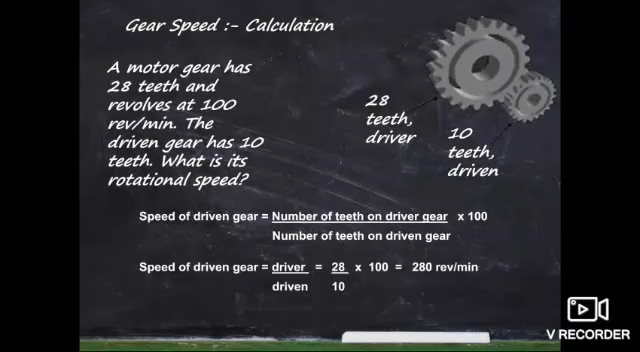 Gear Speed :- Calculation
A motor gear has
28 teeth and
revolves at 100
rev/min. The
driven gear has 10
teeth. What is its
rotational speed?
28
teeth,
driver
10
teeth,
driven
Speed of driven gear = Number of teeth on driver gear x 100
Number of teeth on driven gear
Speed of driven gear = driver = 28 x 100 = 280 rev/min
driven 10
V RECORDER